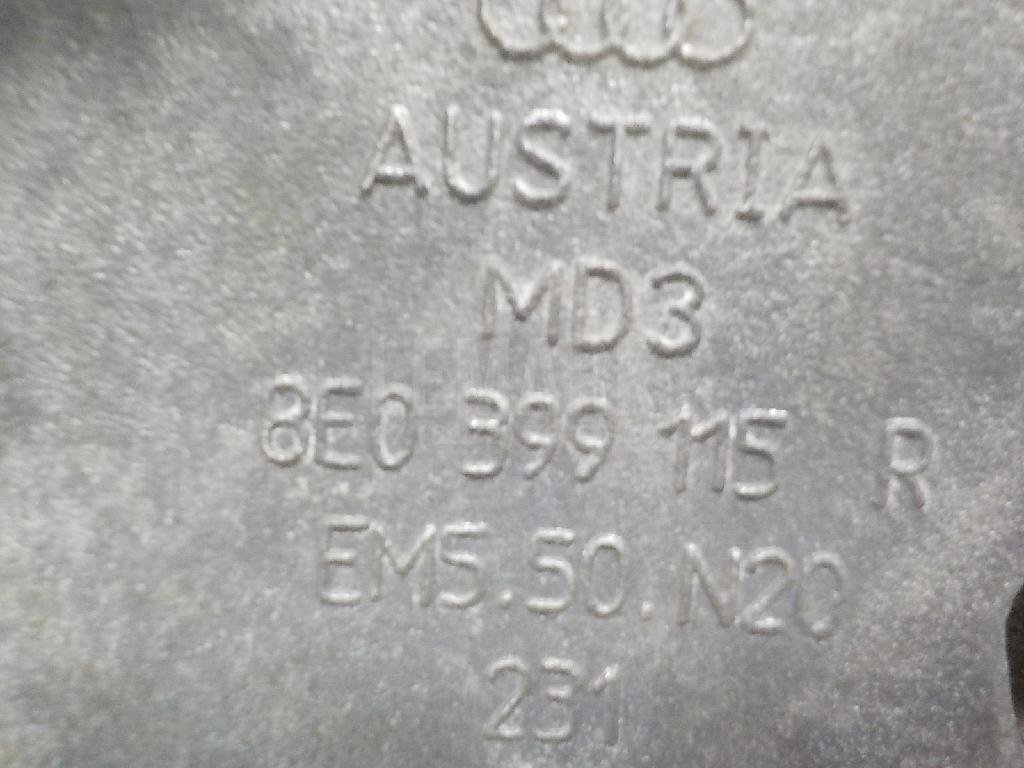 AUSTRIA
MD3
8E0 399 115 R
EM5.50.N20
231